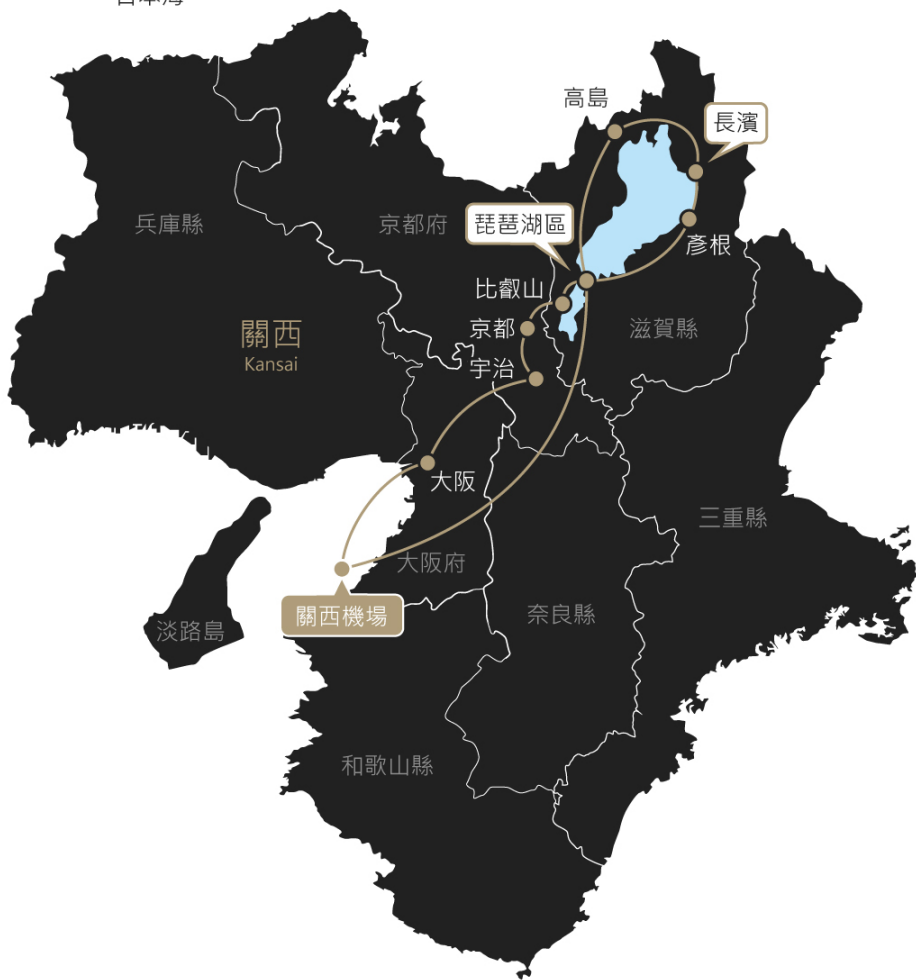 高島
長濱
兵庫縣
京都府
琵琶湖區
彥根
比叡山
京都
滋賀縣
關西
Kansai
宇治
大阪
三重縣
大阪府
關西機場
奈良縣
淡路島
和歌山縣